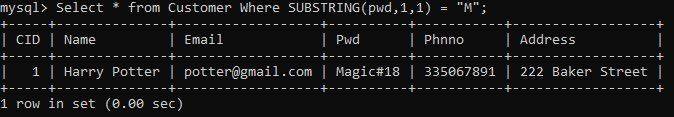 mysql> Select * from Customer Where SUBSTRING(pwd,1,1) = "M";
+-----+--------------+------------------+----------+-----------+------------------+
| CID | Name         | Email            | Pwd      | Phnno     | Address          |
+-----+--------------+------------------+----------+-----------+------------------+
|   1 | Harry Potter | potter@gmail.com | Magic#18 | 335067891 | 222 Baker Street |
+-----+--------------+------------------+----------+-----------+------------------+
1 row in set (0.00 sec)